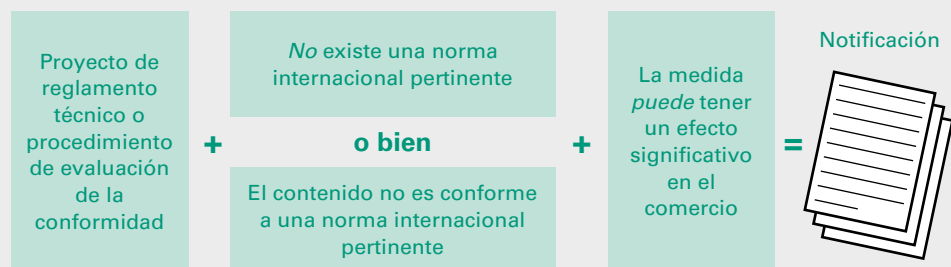 Proyecto de
reglamento
técnico o
procedimiento
de evaluación
de la
conformidad
+
No existe una norma
internacional pertinente
o bien
El contenido no es conforme
a una norma internacional
pertinente
+
La medida
puede tener
un efecto
significativo
en el
comercio
=
Notificación